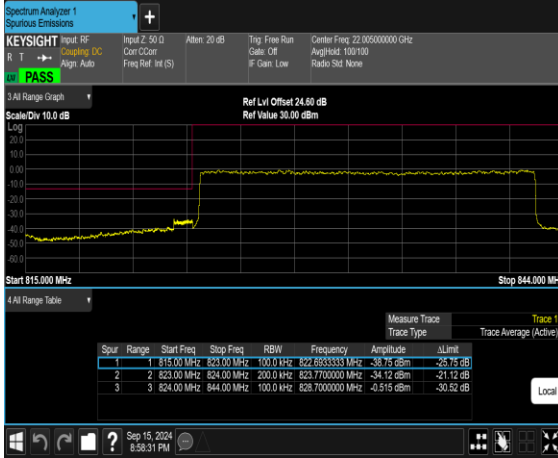 Spectrum Analyzer 1
Spurious Emissions
+
KEYSIGHT Input: RF Input Z: 50 Ω Atten: 20 dB Trig: Free Run Center Freq: 22.005000000 GHz
R T Coupling: DC Corr CCorr Gate: Off Avg|Hold: 100/100
Align: Auto Freq Ref: Int (S) IF Gain: Low Radio Std: None
PASS
3 All Range Graph
Ref Lvl Offset 24.60 dB
Scale/Div 10.0 dB Ref Value 30.00 dBm
Log
20.0
10.0
0.00
-10.0
-20.0
-30.0
-40.0
-50.0
-60.0
Start 815.000 MHz Stop 844.000 MH
4 All Range Table
Measure Trace Trace 1
Trace Type Trace Average (Active)
Spur Range Start Freq Stop Freq RBW Frequency Amplitude ΔLimit
1 1 815.00 MHz 823.00 MHz 100.0 kHz 822.6933333 MHz -38.75 dBm -25.75 dB
2 2 823.00 MHz 824.00 MHz 200.0 kHz 823.7700000 MHz -34.12 dBm -21.12 dB
3 3 824.00 MHz 844.00 MHz 100.0 kHz 828.7000000 MHz -0.515 dBm -30.52 dB
Local
? Sep 15, 2024
8:58:31 PM